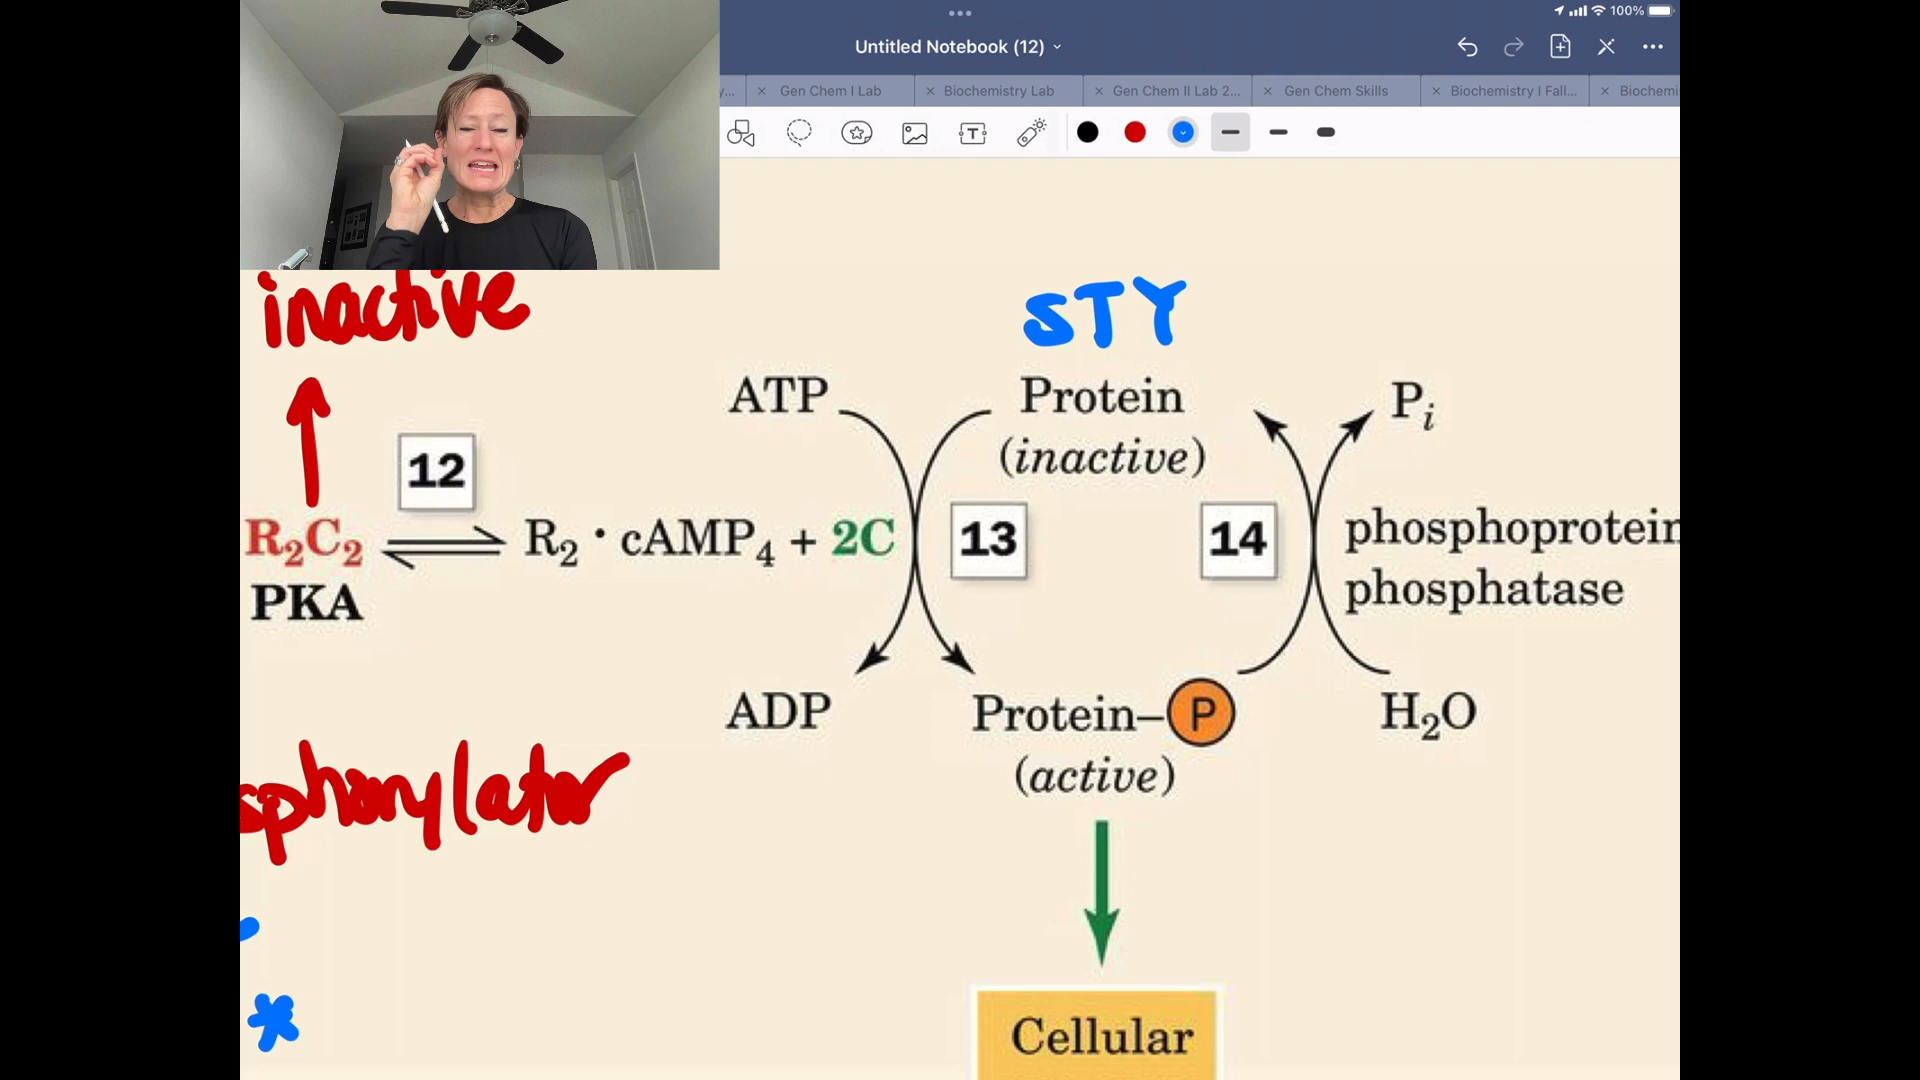 100%
Untitled Notebook (12)
y... × Gen Chem I Lab × Biochemistry Lab × Gen Chem II Lab 2... × Gen Chem Skills × Biochemistry I Fall... × Biochemi
T
inactive
STY
ATP
Protein
(inactive)
Pi
12
R2C2
PKA
R2 · cAMP4 + 2C
13
14
phosphoprotein
phosphatase
ADP
Protein–P
(active)
H2O
sphorylator
*
Cellular